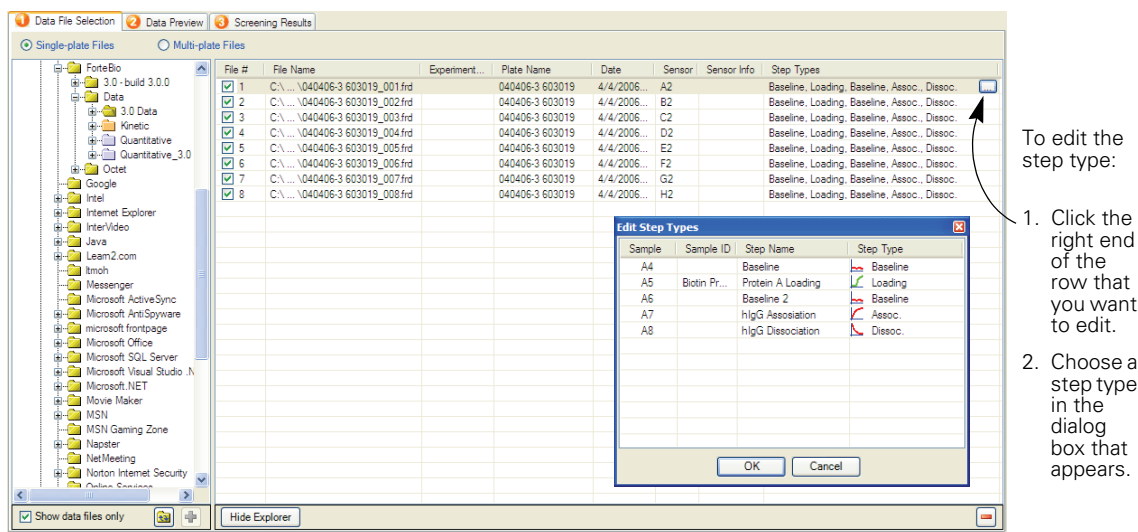 1 Data File Selection 2 Data Preview 3 Screening Results
Single-plate Files Multi-plate Files
ForteBio
3.0 - build 3.0.0
Data
3.0 Data
Kinetic
Quantitative
Quantitative_3.0
Octet
Google
Intel
Internet Explorer
InterVideo
Java
Learn2.com
ltmoh
Messenger
Microsoft ActiveSync
Microsoft AntiSpyware
microsoft frontpage
Microsoft Office
Microsoft SQL Server
Microsoft Visual Studio .N
Microsoft.NET
Movie Maker
MSN
MSN Gaming Zone
Napster
NetMeeting
Norton Internet Security
Online Services
Show data files only
File # File Name Experiment... Plate Name Date Sensor Sensor Info Step Types
1 C:\ ... \040406-3 603019_001.frd 040406-3 603019 4/4/2006... A2 Baseline, Loading, Baseline, Assoc., Dissoc. ...
2 C:\ ... \040406-3 603019_002.frd 040406-3 603019 4/4/2006... B2 Baseline, Loading, Baseline, Assoc., Dissoc.
3 C:\ ... \040406-3 603019_003.frd 040406-3 603019 4/4/2006... C2 Baseline, Loading, Baseline, Assoc., Dissoc.
4 C:\ ... \040406-3 603019_004.frd 040406-3 603019 4/4/2006... D2 Baseline, Loading, Baseline, Assoc., Dissoc.
5 C:\ ... \040406-3 603019_005.frd 040406-3 603019 4/4/2006... E2 Baseline, Loading, Baseline, Assoc., Dissoc.
6 C:\ ... \040406-3 603019_006.frd 040406-3 603019 4/4/2006... F2 Baseline, Loading, Baseline, Assoc., Dissoc.
7 C:\ ... \040406-3 603019_007.frd 040406-3 603019 4/4/2006... G2 Baseline, Loading, Baseline, Assoc., Dissoc.
8 C:\ ... \040406-3 603019_008.frd 040406-3 603019 4/4/2006... H2 Baseline, Loading, Baseline, Assoc., Dissoc.
Edit Step Types
Sample Sample ID Step Name Step Type
A4 Baseline Baseline
A5 Biotin Pr... Protein A Loading Loading
A6 Baseline 2 Baseline
A7 hIgG Assosiation Assoc.
A8 hIgG Dissociation Dissoc.
OK Cancel
Hide Explorer
To edit the
step type:
1. Click the
right end
of the
row that
you want
to edit.
2. Choose a
step type
in the
dialog
box that
appears.